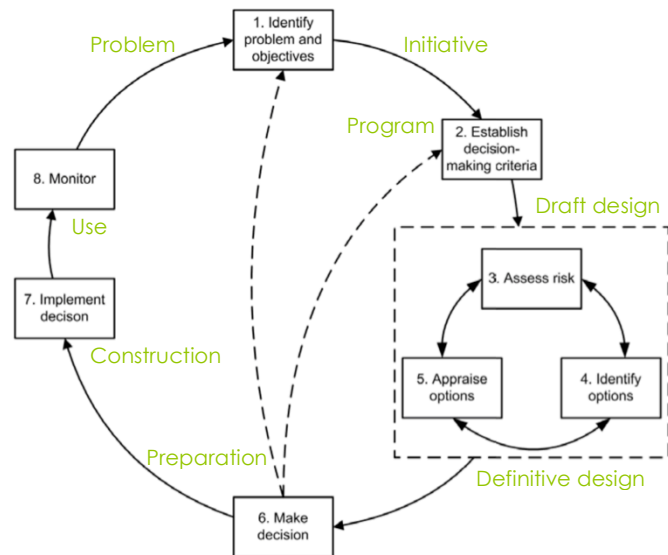 1. Identify
problem and
objectives
Problem
Initiative
Program
2. Establish
decision-
making criteria
8. Monitor
Use
Draft design
3. Assess risk
7. Implement
decison
Construction
5. Appraise
options
4. Identify
options
Preparation
Definitive design
6. Make
decision